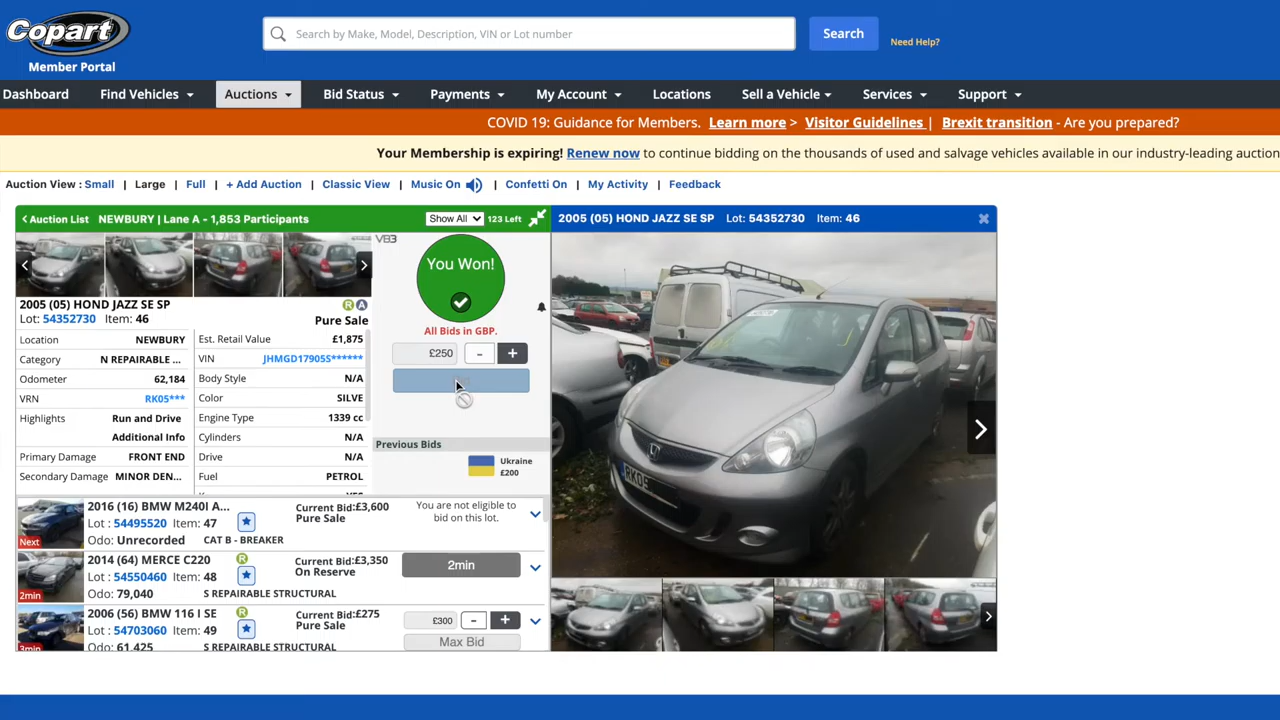 Copart
Member Portal
Search by Make, Model, Description, VIN or Lot number
Search
Need Help?
Dashboard Find Vehicles Auctions Bid Status Payments My Account Locations Sell a Vehicle Services Support
COVID 19: Guidance for Members. Learn more > Visitor Guidelines | Brexit transition - Are you prepared?
Your Membership is expiring! Renew now to continue bidding on the thousands of used and salvage vehicles available in our industry-leading auction
Auction View : Small | Large | Full | + Add Auction | Classic View | Music On | Confetti On | My Activity | Feedback
Auction List NEWBURY | Lane A - 1,853 Participants Show All 123 Left
VB3
You Won!
All Bids in GBP.
£250 - +
2005 (05) HOND JAZZ SE SP R A
Lot: 54352730 Item: 46 Pure Sale
Location NEWBURY
Category N REPAIRABLE ...
Odometer 62,184
VRN RK05***
Highlights Run and Drive
Additional Info
Primary Damage FRONT END
Secondary Damage MINOR DEN...
Est. Retail Value £1,875
VIN JHMGD17905S******
Body Style N/A
Color SILVE
Engine Type 1339 cc
Cylinders N/A
Drive N/A
Fuel PETROL
Previous Bids
Ukraine
£200
2016 (16) BMW M240I A...
Lot : 54495520 Item: 47
Odo: Unrecorded CAT B - BREAKER
Next
Current Bid:£3,600
Pure Sale
You are not eligible to
bid on this lot.
2014 (64) MERCE C220 R
Lot : 54550460 Item: 48
Odo: 79,040 S REPAIRABLE STRUCTURAL
2min
Current Bid:£3,350
On Reserve
2min
2006 (56) BMW 116 I SE R
Lot : 54703060 Item: 49
Odo: 61,425 S REPAIRABLE STRUCTURAL
3min
Current Bid:£275
Pure Sale
£300 - +
Max Bid
2005 (05) HOND JAZZ SE SP Lot: 54352730 Item: 46